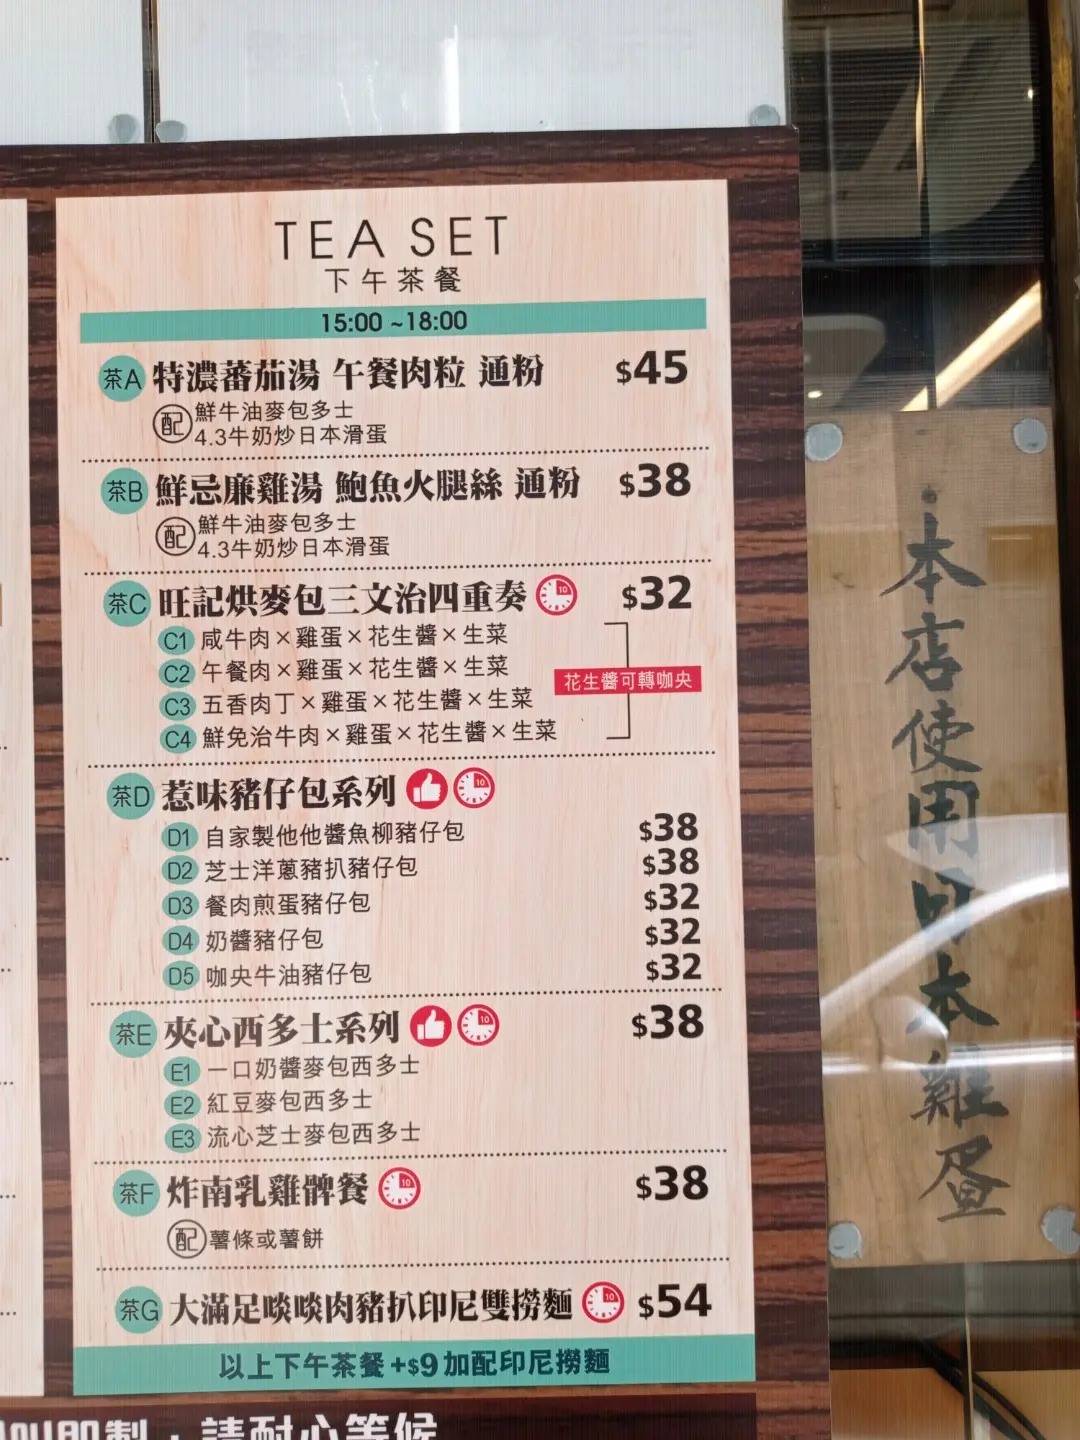 TEA SET
下午茶餐
15:00 ~18:00
茶A 特濃蕃茄湯 午餐肉粒 通粉 $45
配 鮮牛油麥包多士
4.3牛奶炒日本滑蛋
茶B 鮮忌廉雞湯 鮑魚火腿絲 通粉 $38
配 鮮牛油麥包多士
4.3牛奶炒日本滑蛋
茶C 旺記烘麥包三文治四重奏 10 $32
C1 咸牛肉×雞蛋×花生醬×生菜
C2 午餐肉×雞蛋×花生醬×生菜
花生醬可轉咖央
C3 五香肉丁×雞蛋×花生醬×生菜
C4 鮮免治牛肉×雞蛋×花生醬×生菜
茶D 惹味豬仔包系列 10
D1 自家製他他醬魚柳豬仔包 $38
D2 芝士洋蔥豬扒豬仔包 $38
D3 餐肉煎蛋豬仔包 $32
D4 奶醬豬仔包 $32
D5 咖央牛油豬仔包 $32
茶E 夾心西多士系列 10 $38
E1 一口奶醬麥包西多士
E2 紅豆麥包西多士
E3 流心芝士麥包西多士
茶F 炸南乳雞髀餐 10 $38
配 薯條或薯餅
茶G 大滿足啖啖肉豬扒印尼雙撈麵 10 $54
以上下午茶餐+$9加配印尼撈麵
即製，請耐心等候
本店使用日本雞蛋